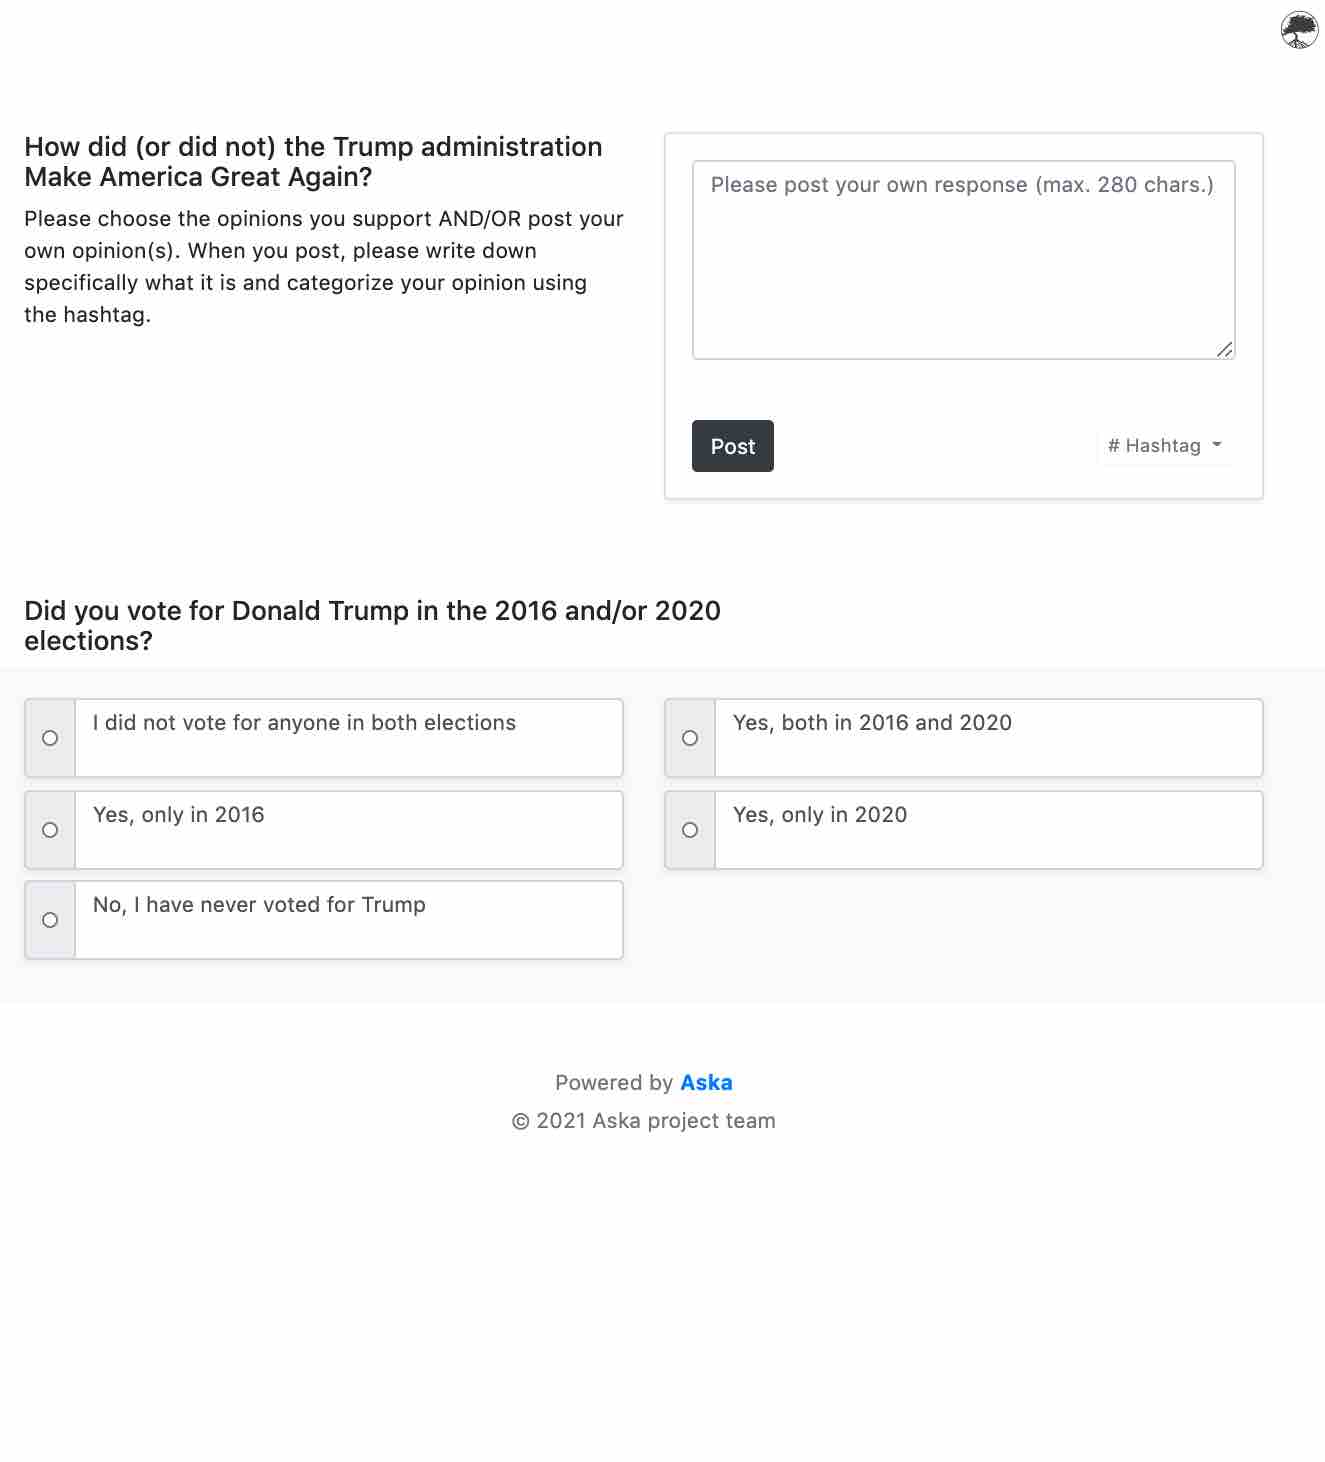 How did (or did not) the Trump administration
Make America Great Again?
Please choose the opinions you support AND/OR post your
own opinion(s). When you post, please write down
specifically what it is and categorize your opinion using
the hashtag.
Please post your own response (max. 280 chars.)
Post
# Hashtag
Did you vote for Donald Trump in the 2016 and/or 2020
elections?
I did not vote for anyone in both elections
Yes, both in 2016 and 2020
Yes, only in 2016
Yes, only in 2020
No, I have never voted for Trump
Powered by Aska
© 2021 Aska project team